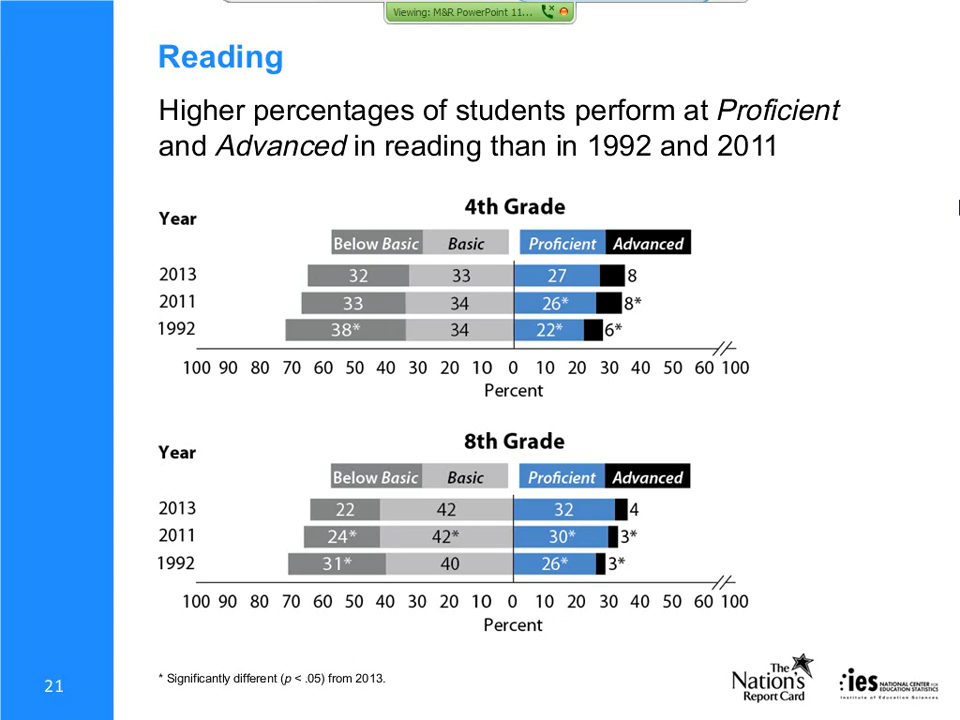 Viewing: M&R PowerPoint 11...
Reading
Higher percentages of students perform at Proficient
and Advanced in reading than in 1992 and 2011
4th Grade
Year
Below Basic Basic Proficient Advanced
2013 32 33 27 8
2011 33 34 26* 8*
1992 38* 34 22* 6*
100 90 80 70 60 50 40 30 20 10 0 10 20 30 40 50 60 100
Percent
8th Grade
Year
Below Basic Basic Proficient Advanced
2013 22 42 32 4
2011 24* 42* 30* 3*
1992 31* 40 26* 3*
100 90 80 70 60 50 40 30 20 10 0 10 20 30 40 50 60 100
Percent
* Significantly different (p < .05) from 2013.
21
The
Nation's
Report Card
ies NATIONAL CENTER FOR
EDUCATION STATISTICS
Institute of Education Sciences